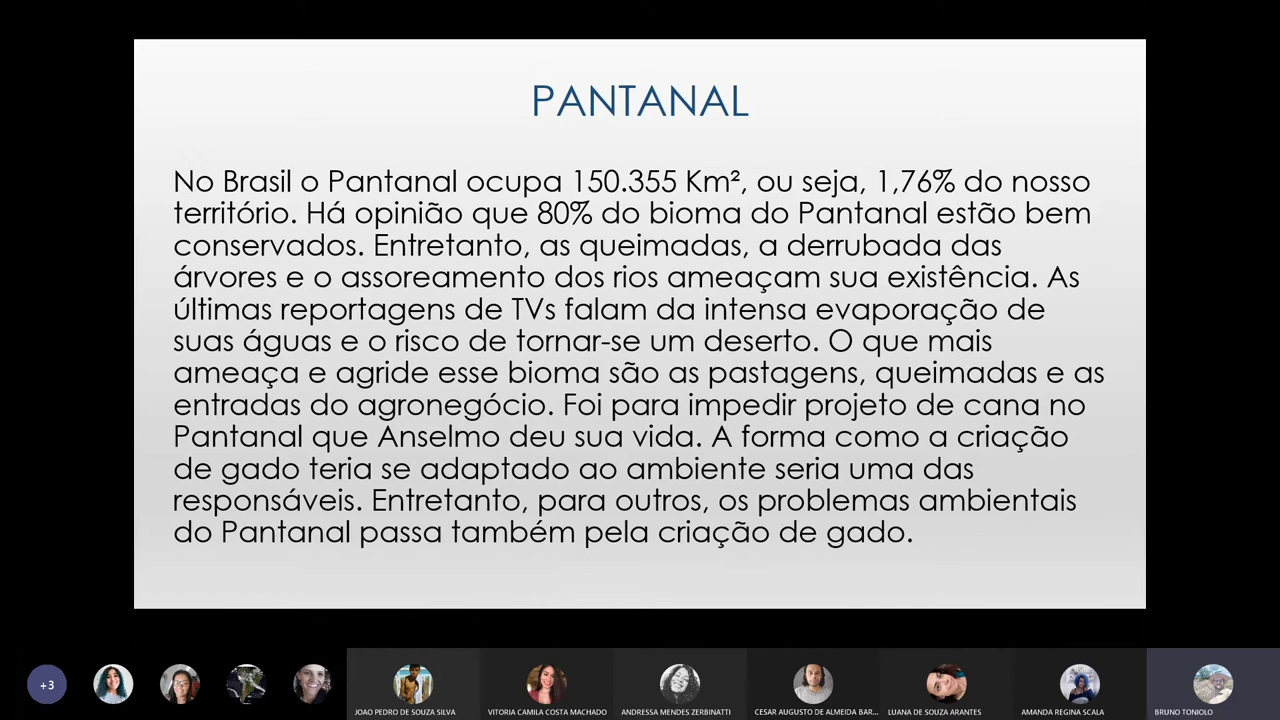 PANTANAL
No Brasil o Pantanal ocupa 150.355 Km², ou seja, 1,76% do nosso
território. Há opinião que 80% do bioma do Pantanal estão bem
conservados. Entretanto, as queimadas, a derrubada das
árvores e o assoreamento dos rios ameaçam sua existência. As
últimas reportagens de TVs falam da intensa evaporação de
suas águas e o risco de tornar-se um deserto. O que mais
ameaça e agride esse bioma são as pastagens, queimadas e as
entradas do agronegócio. Foi para impedir projeto de cana no
Pantanal que Anselmo deu sua vida. A forma como a criação
de gado teria se adaptado ao ambiente seria uma das
responsáveis. Entretanto, para outros, os problemas ambientais
do Pantanal passa também pela criação de gado.
+3
JOAO PEDRO DE SOUZA SILVA
VITORIA CAMILA COSTA MACHADO
ANDRESSA MENDES ZERBINATTI
CESAR AUGUSTO DE ALMEIDA BAR...
LUANA DE SOUZA ARANTES
AMANDA REGINA SCALA
BRUNO TONIOLO